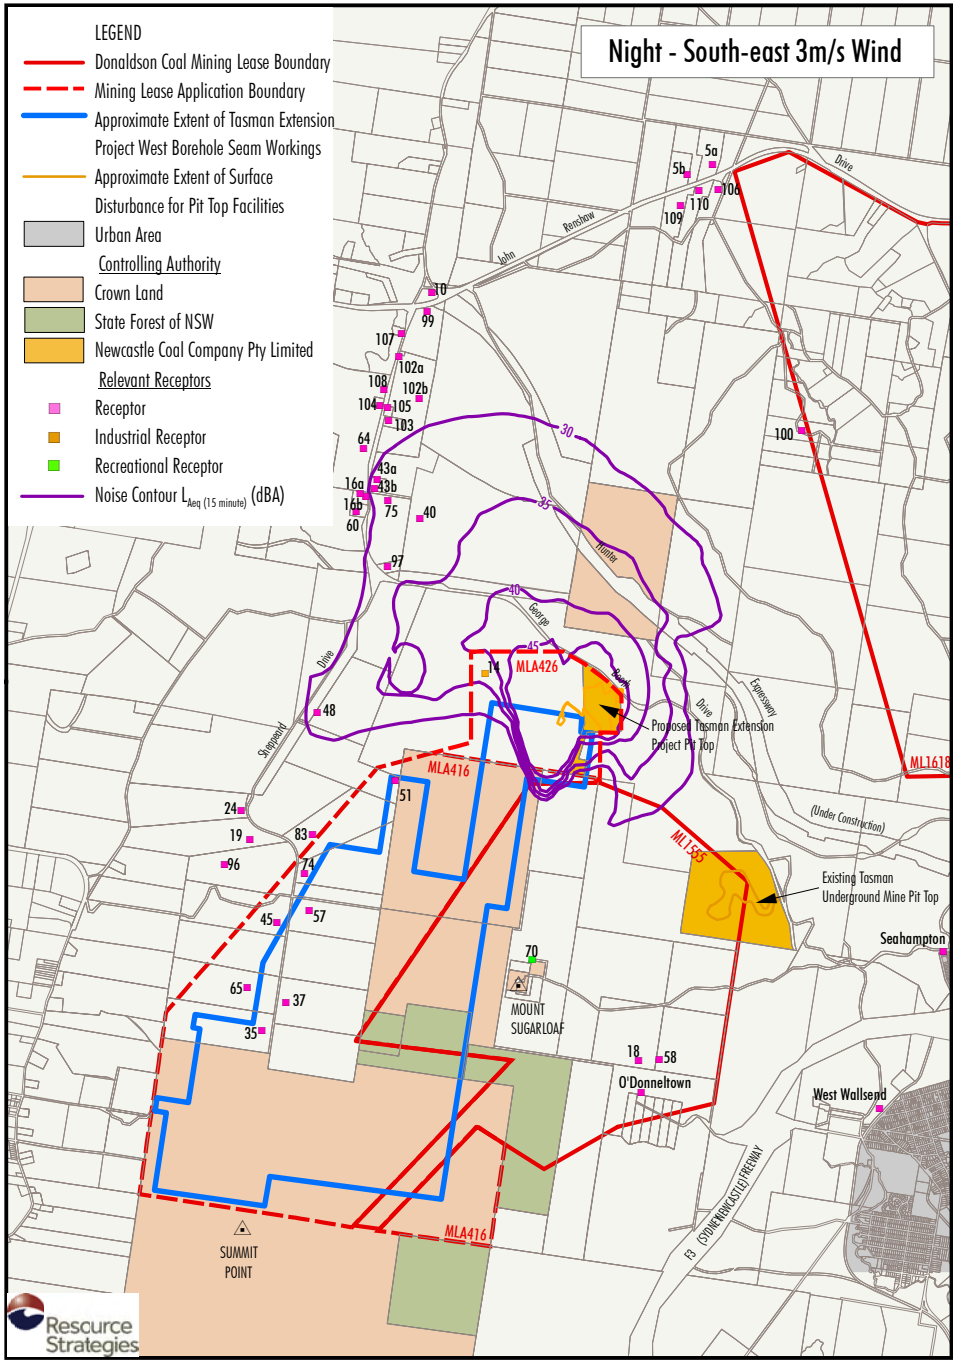 LEGEND
Donaldson Coal Mining Lease Boundary
Mining Lease Application Boundary
Approximate Extent of Tasman Extension
Project West Borehole Seam Workings
Approximate Extent of Surface
Disturbance for Pit Top Facilities
Urban Area
Controlling Authority
Crown Land
State Forest of NSW
Newcastle Coal Company Pty Limited
Relevant Receptors
Receptor
Industrial Receptor
Recreational Receptor
Noise Contour LAeq (15 minute) (dBA)
Night - South-east 3m/s Wind
5a
5b
Drive
106
110
109
Renshaw
John
10
99
107
102a
108
102b
104
105
103
30
100
64
43a
16a
43b
16b
75
60
40
35
Hunter
97
40
George
45
14
MLA426
Booth
Drive
Expressway
Drive
48
Sheppeard
Proposed Tasman Extension
Project Pit Top
MLA416
ML1618
51
24
19
83
(Under Construction)
ML1555
96
74
Existing Tasman
Underground Mine Pit Top
57
45
Seahampton
70
65
37
MOUNT
SUGARLOAF
35
18
58
O'Donneltown
West Wallsend
F3 (SYDNEY-NEWCASTLE) FREEWAY
MLA416
SUMMIT
POINT
Resource
Strategies